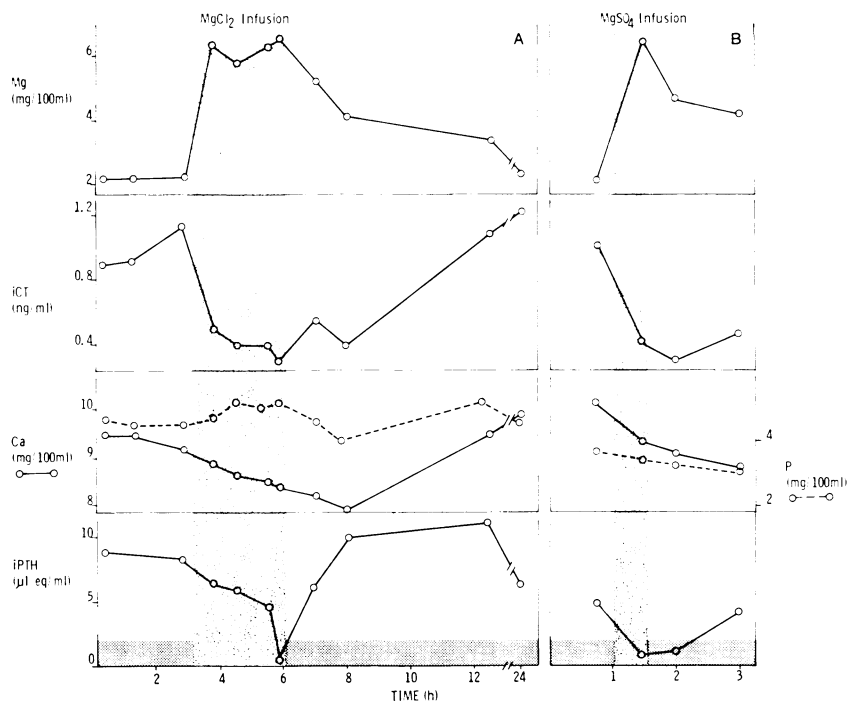 MgCl2 Infusion
MgSO4 Infusion
A
B
Mg
(mg/100ml)
6
4
2
iCT
(ng/ml)
1.2
0.8
0.4
Ca
(mg/100ml)
10
9
8
4
2
P
(mg/100ml)
iPTH
(µl eq/ml)
10
5
0
2
4
6
8
10
12
24
TIME (h)
1
2
3